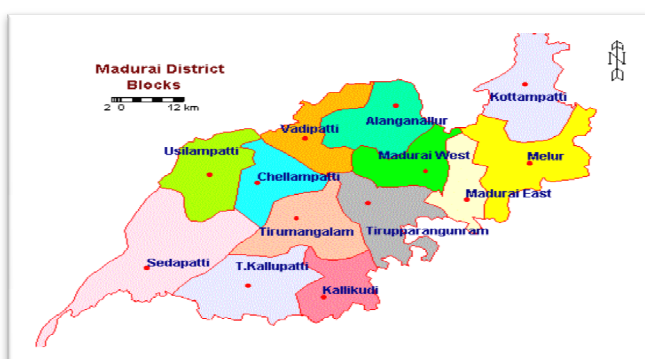 Madurai District
Blocks
2 0 12 km
N
Kottampatti
Alanganallur
Vadipatti
Usilampatti
Madurai West
Melur
Chellampatti
Madurai East
Tirumangalam
Tirupparangunram
Sedapatti
T.Kallupatti
Kallikudi